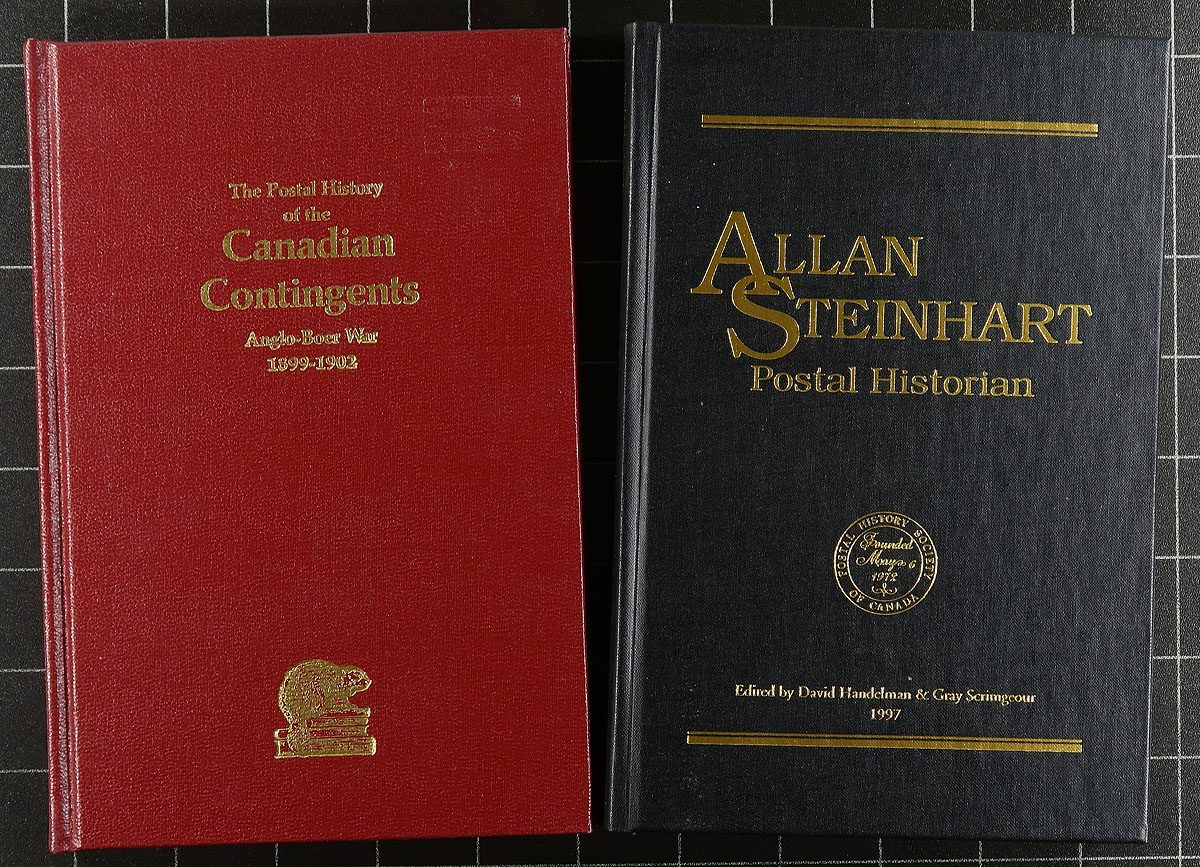 The Postal History
of the
Canadian
Contingents
Anglo-Boer War
1899-1902
ALLAN
STEINHART
Postal Historian
POSTAL HISTORY SOCIETY
OF CANADA
Founded
May 6
1972
Edited by David Handelman & Gray Scrimgeour
1997